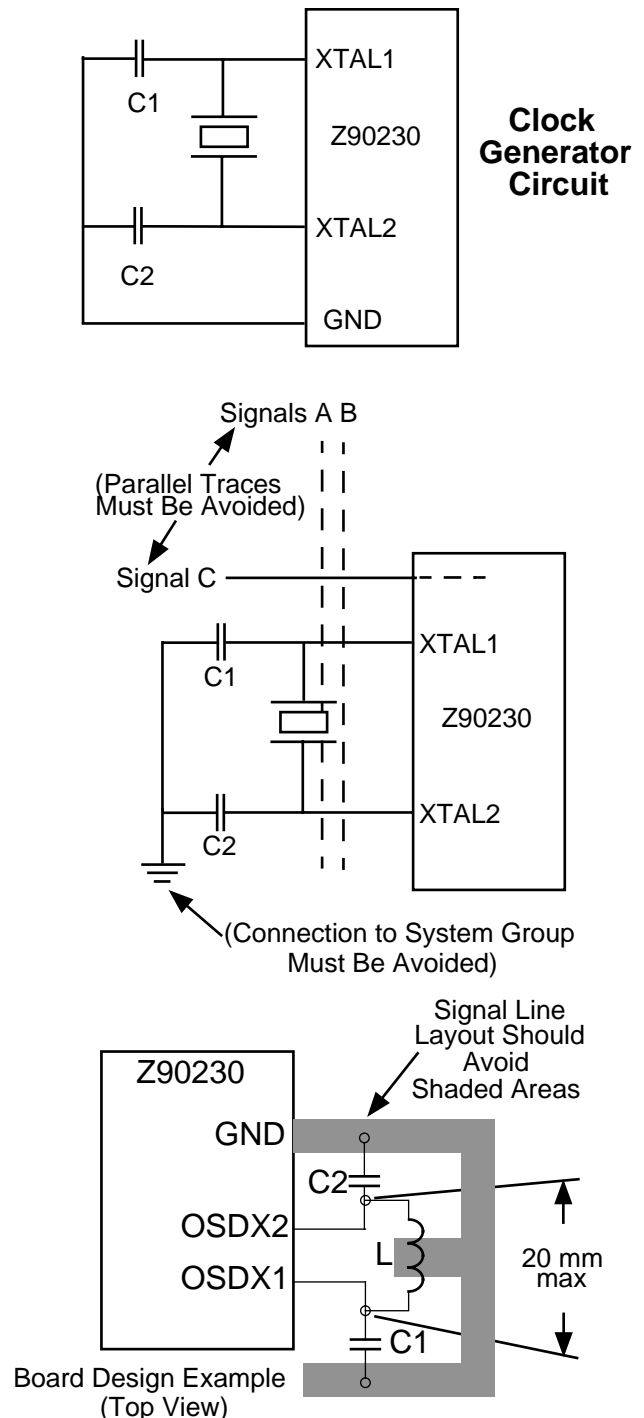 XTAL1
C1
Z90230
Clock
Generator
Circuit
XTAL2
C2
GND
Signals A B
(Parallel Traces
Must Be Avoided)
Signal C
XTAL1
C1
Z90230
XTAL2
C2
(Connection to System Group
Must Be Avoided)
Signal Line
Layout Should
Avoid
Shaded Areas
Z90230
GND
C2
OSDX2
L
OSDX1
20 mm
max
C1
Board Design Example
(Top View)